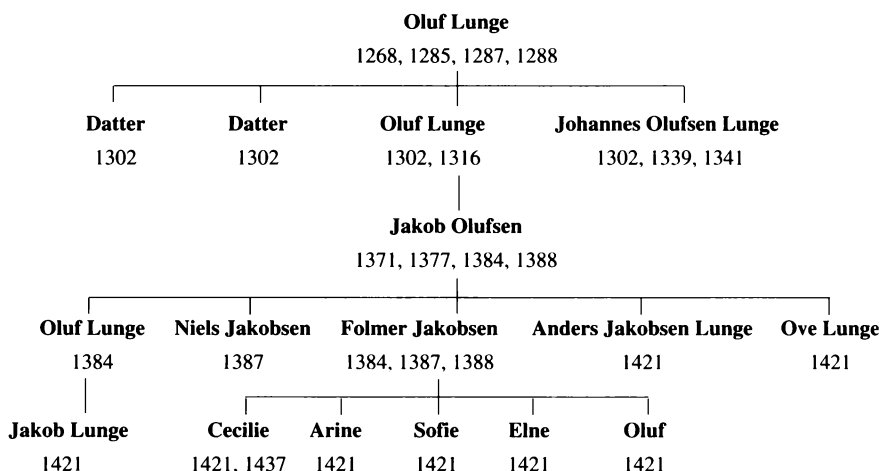 Oluf Lunge
1268, 1285, 1287, 1288
Datter Datter Oluf Lunge Johannes Olufsen Lunge
1302 1302 1302, 1316 1302, 1339, 1341
Jakob Olufsen
1371, 1377, 1384, 1388
Oluf Lunge Niels Jakobsen Folmer Jakobsen Anders Jakobsen Lunge Ove Lunge
1384 1387 1384, 1387, 1388 1421 1421
Jakob Lunge Cecilie Arine Sofie Elne Oluf
1421 1421, 1437 1421 1421 1421 1421